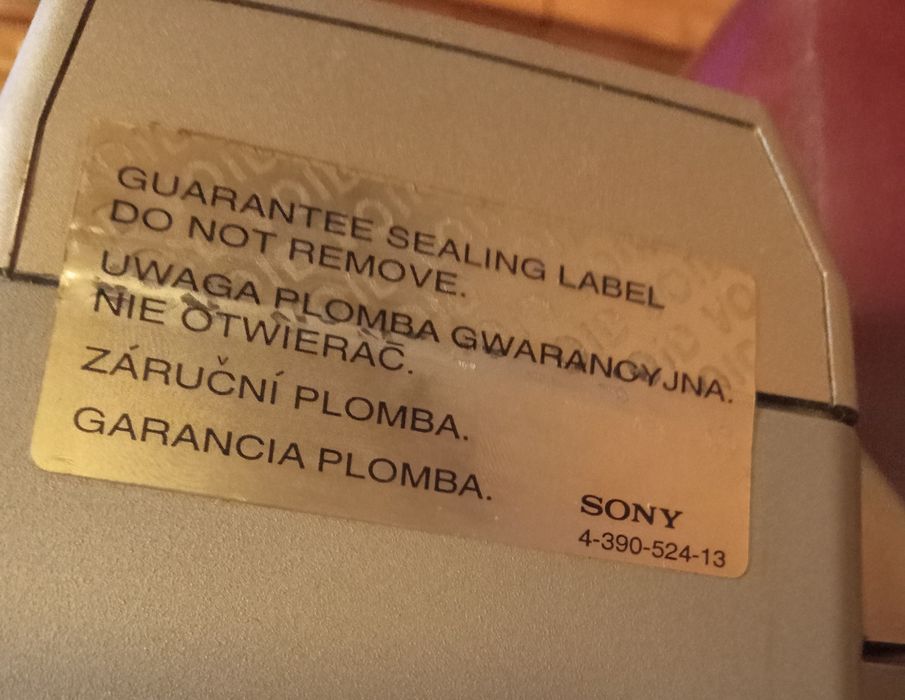 GUARANTEE SEALING LABEL
DO NOT REMOVE.
UWAGA PLOMBA GWARANCYJNA.
NIE OTWIERAĆ.
ZÁRUČNÍ PLOMBA.
GARANCIA PLOMBA.
SONY
4-390-524-13